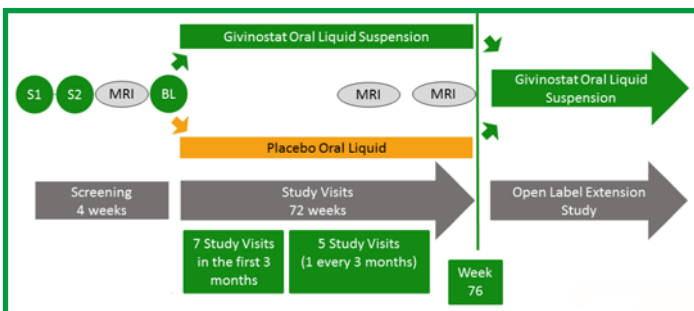 Givinostat Oral Liquid Suspension
S1
S2
MRI
BL
MRI
MRI
Givinostat Oral Liquid
Suspension
Placebo Oral Liquid
Screening
4 weeks
Study Visits
72 weeks
Open Label Extension
Study
7 Study Visits
in the first 3
months
5 Study Visits
(1 every 3 months)
Week
76